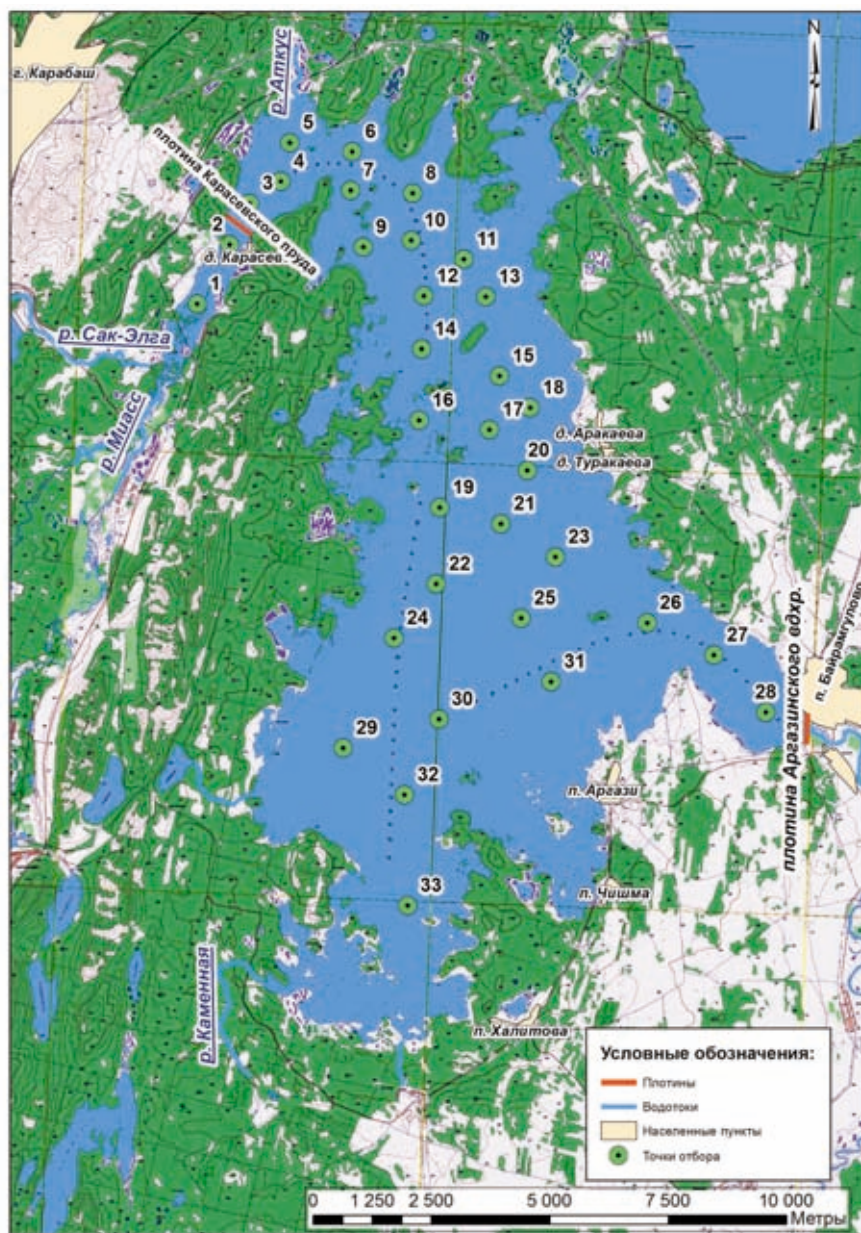 N
г. Карабаш
р. Аткус
плотина Карасевского пруда
5
6
4
7
3
8
2
9
10
д. Карасев
11
1
12
13
р. Сак-Элга
14
15
18
16
17
р. Миасс
д. Аракаева
20
д. Туракаева
19
21
23
22
25
26
24
27
31
п. Байрамгулово
плотина Аргазинского вдхр.
30
28
29
32
п. Аргази
33
п. Чишма
р. Каменная
п. Халитова
Условные обозначения:
Плотины
Водотоки
Населенные пункты
Точки отбора
0 1 250 2 500 5 000 7 500 10 000
Метры